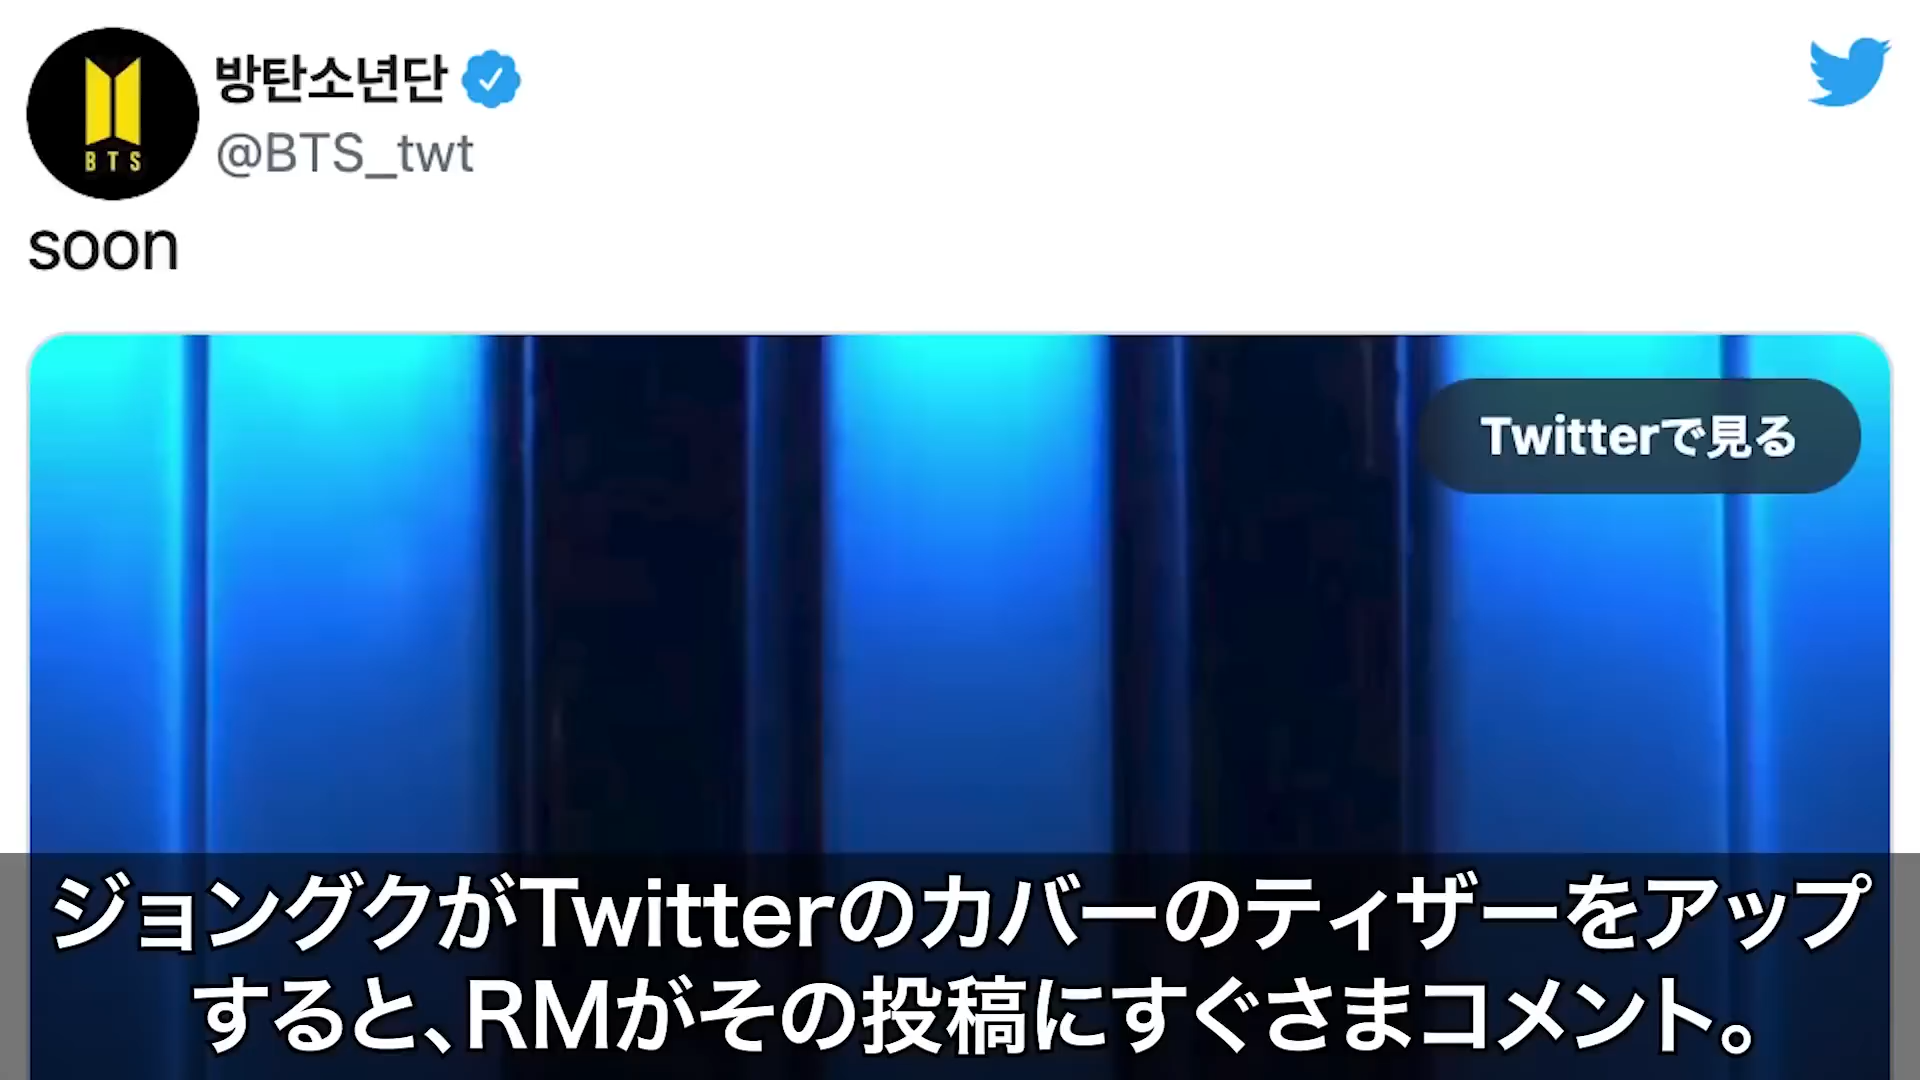 방탄소년단
@BTS_twt
BTS
soon
Twitterで見る
ジョングクがTwitterのカバーのティザーをアップ
すると、RMがその投稿にすぐさまコメント。